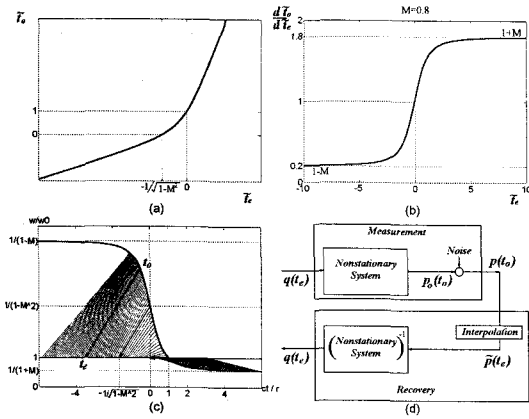 t̃o
1
0
-1/√1-M²
0
t̃e
(a)
dt̃o
dt̃e
M=0.8
2
1.8
1
0.2
0
1+M
1-M
-10
-5
0
5
10
t̃e
(b)
w/w0
1/(1-M)
1/(1-M^2)
1
1/(1+M)
0
to
te
-4
-1/√1-M^2
0
1
2
4
ct / r
(c)
Measurement
Noise
q(te)
Nonstationary
System
po(to)
p(to)
Interpolation
q(te)
(Nonstationary
System)⁻¹
p̃(te)
Recovery
(d)